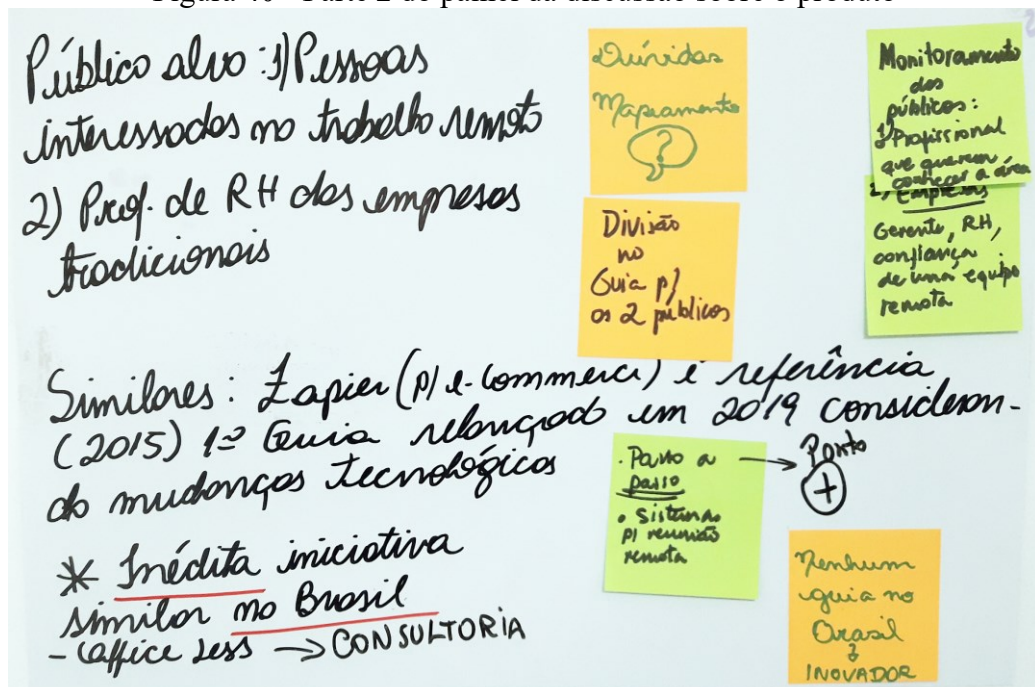 Figura 40 - Parte 2 do painel da discussão sobre o produto
Público alvo: 1) Pessoas
interessadas no trabalho remoto
2) Prof. de RH das empresas
tradicionais
Dúvidas
Mapeamento
?
Divisão
no
Guia p/
os 2 públicos
Monitoramento
dos
públicos:
1) Profissional
que querem
conhecer a área
2) Empresas
Gerente, RH,
confiança
de uma equipe
remota
Similares: Zapier (p/ e-commerce) é referência
(2015) 1º Guia relançado em 2019 consideran-
do mudanças tecnológicas
. Passo a
passo
→ Ponto
+
• Sistemas
p/ reunião
remota
* Inédita iniciativa
similar no Brasil
- Office Less → CONSULTORIA
Nenhum
guia no
Brasil
↓
INOVADOR